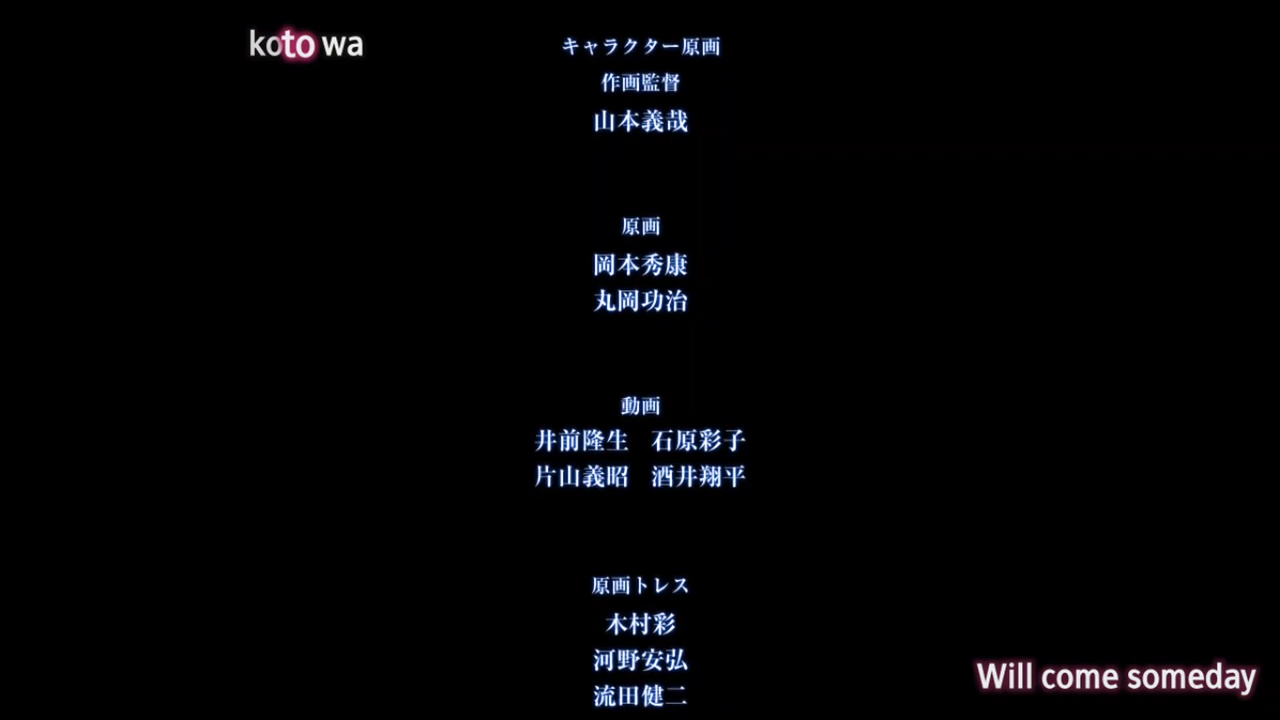 koto wa
キャラクター原画
作画監督
山本義哉
原画
岡本秀康
丸岡功治
動画
井前隆生　石原彩子
片山義昭　酒井翔平
原画トレス
木村彩
河野安弘
流田健二
Will come someday